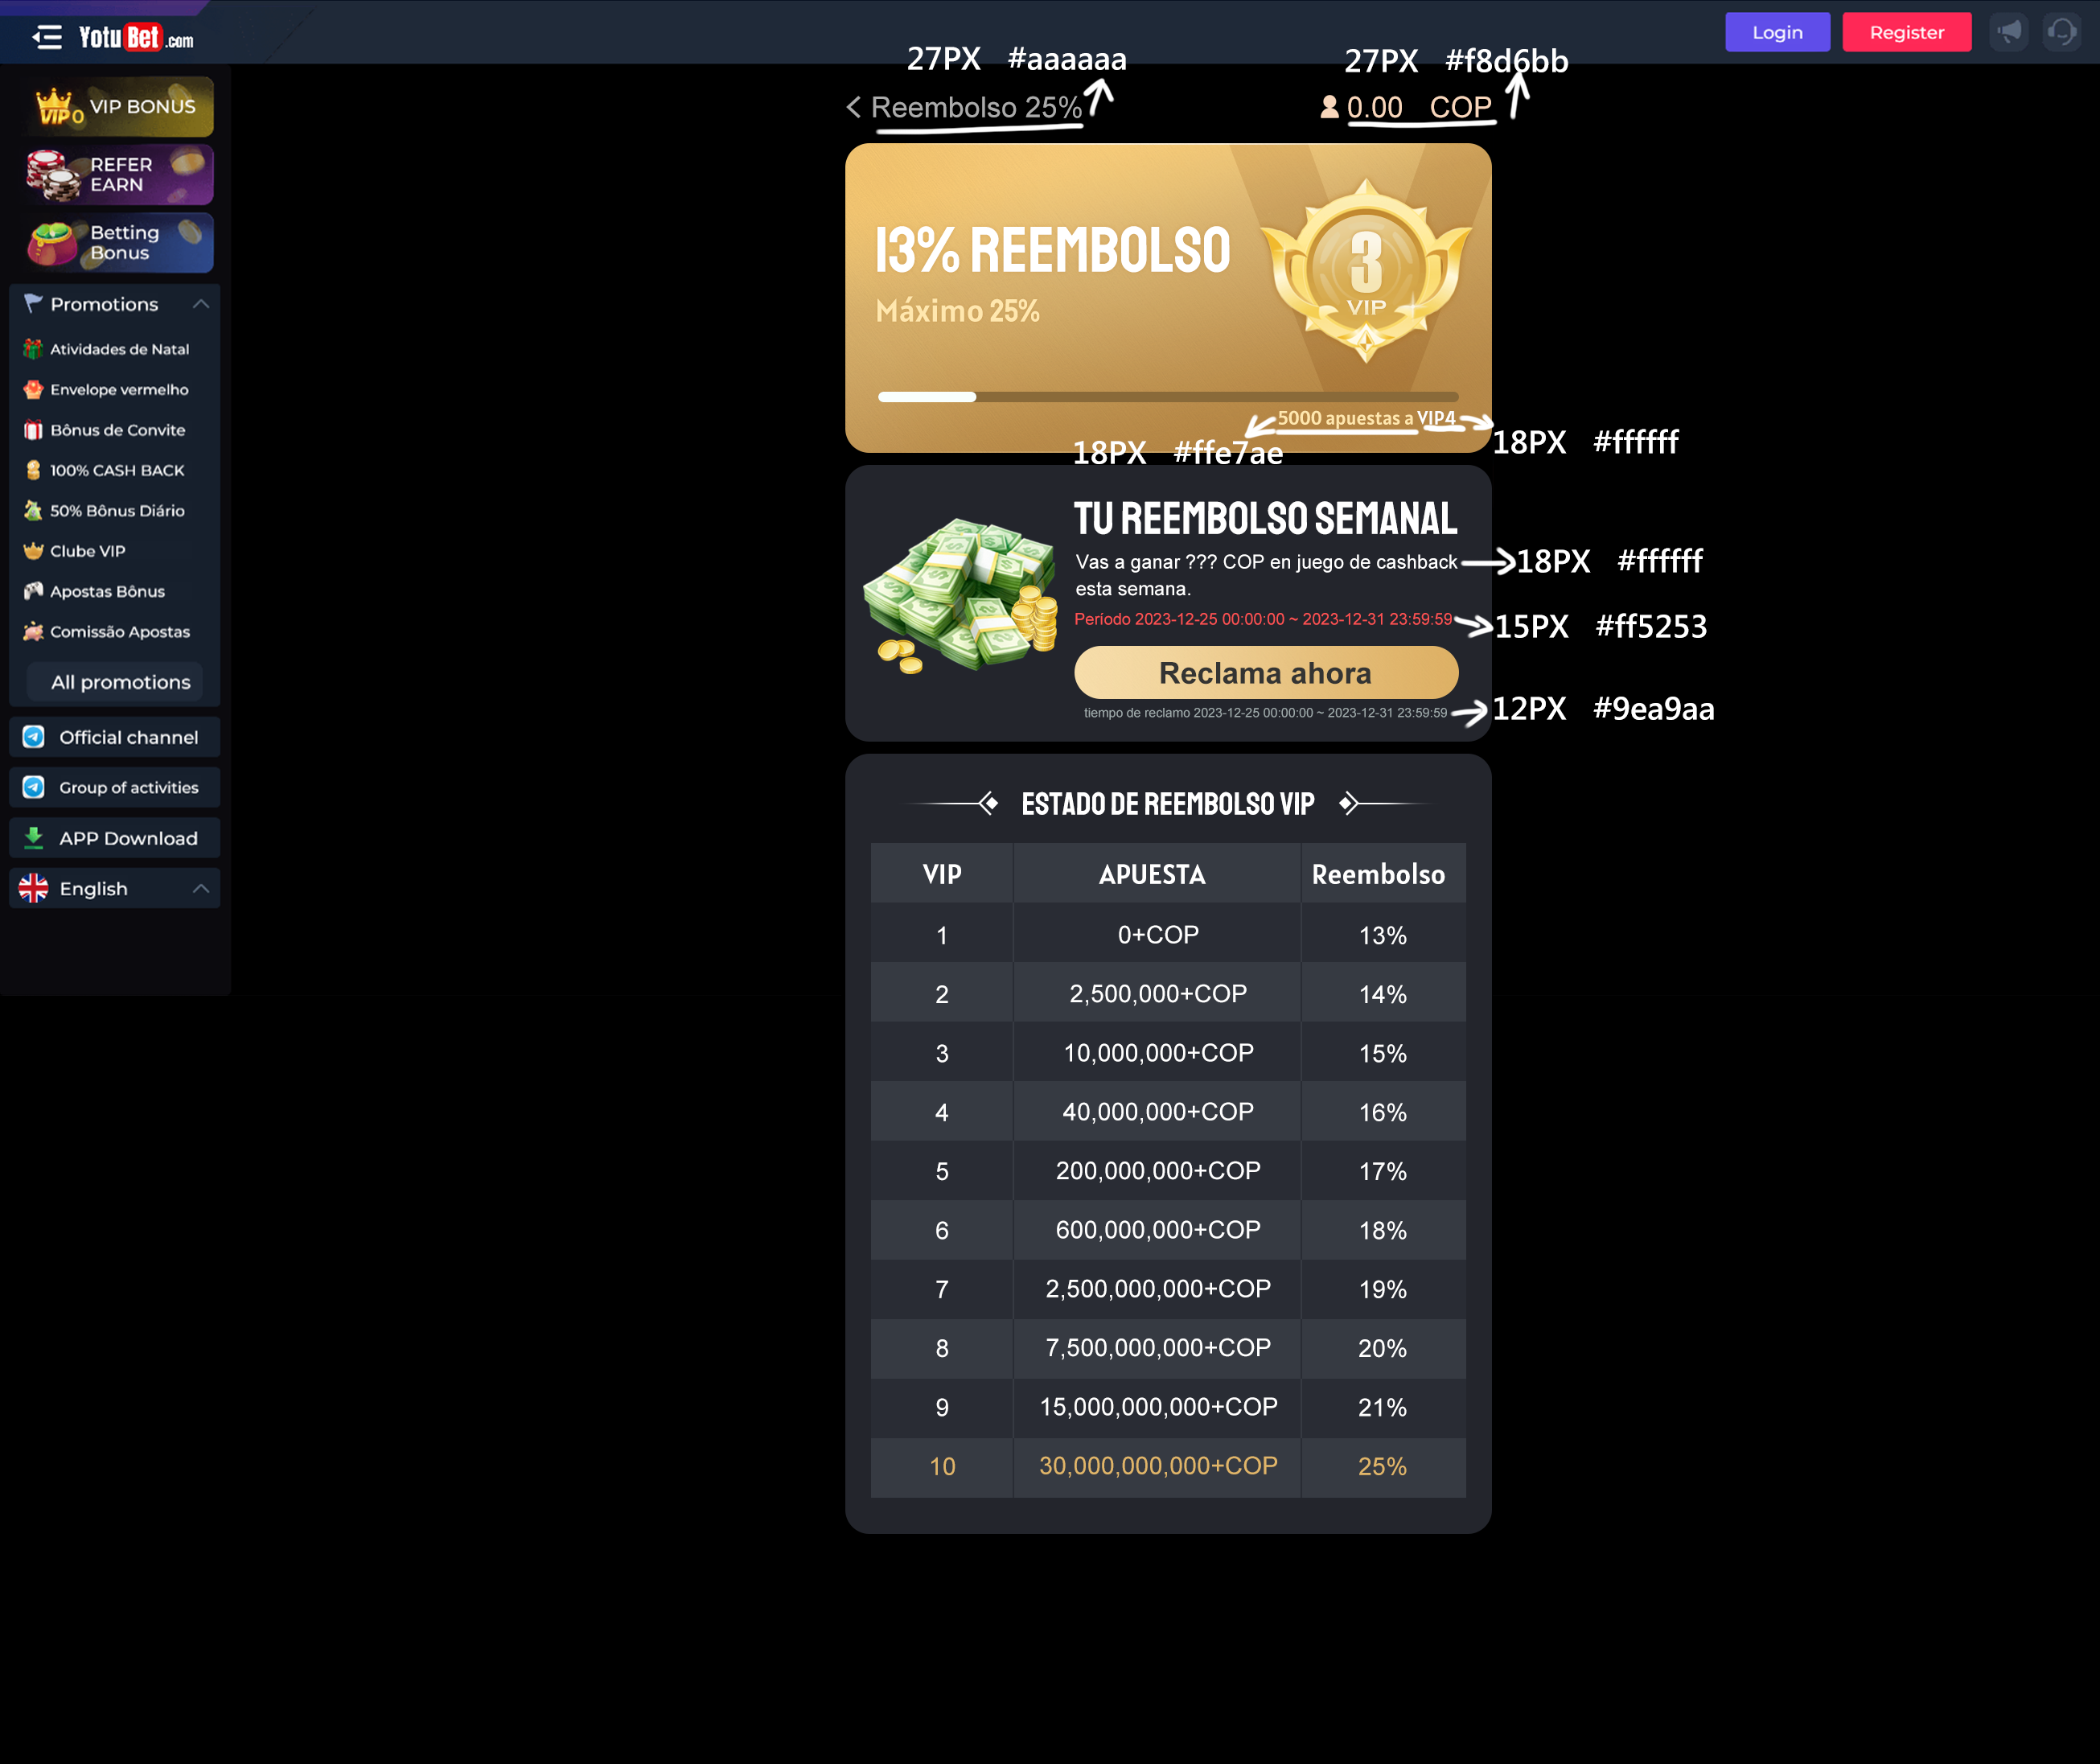 YotuBet.com
Login
Register
27PX #aaaaaa
27PX #f8d6bb
Reembolso 25%
0.00 COP
VIP0 VIP BONUS
REFER
EARN
Betting
Bonus
Promotions
Atividades de Natal
Envelope vermelho
Bônus de Convite
100% CASH BACK
50% Bônus Diário
Clube VIP
Apostas Bônus
Comissão Apostas
All promotions
Official channel
Group of activities
APP Download
English
13% REEMBOLSO
Máximo 25%
3
VIP
5000 apuestas a VIP4
18PX #ffe7ae
18PX #ffffff
TU REEMBOLSO SEMANAL
Vas a ganar ??? COP en juego de cashback
esta semana.
18PX #ffffff
Período 2023-12-25 00:00:00 ~ 2023-12-31 23:59:59
15PX #ff5253
Reclama ahora
tiempo de reclamo 2023-12-25 00:00:00 ~ 2023-12-31 23:59:59
12PX #9ea9aa
ESTADO DE REEMBOLSO VIP
VIP APUESTA Reembolso
1 0+COP 13%
2 2,500,000+COP 14%
3 10,000,000+COP 15%
4 40,000,000+COP 16%
5 200,000,000+COP 17%
6 600,000,000+COP 18%
7 2,500,000,000+COP 19%
8 7,500,000,000+COP 20%
9 15,000,000,000+COP 21%
10 30,000,000,000+COP 25%